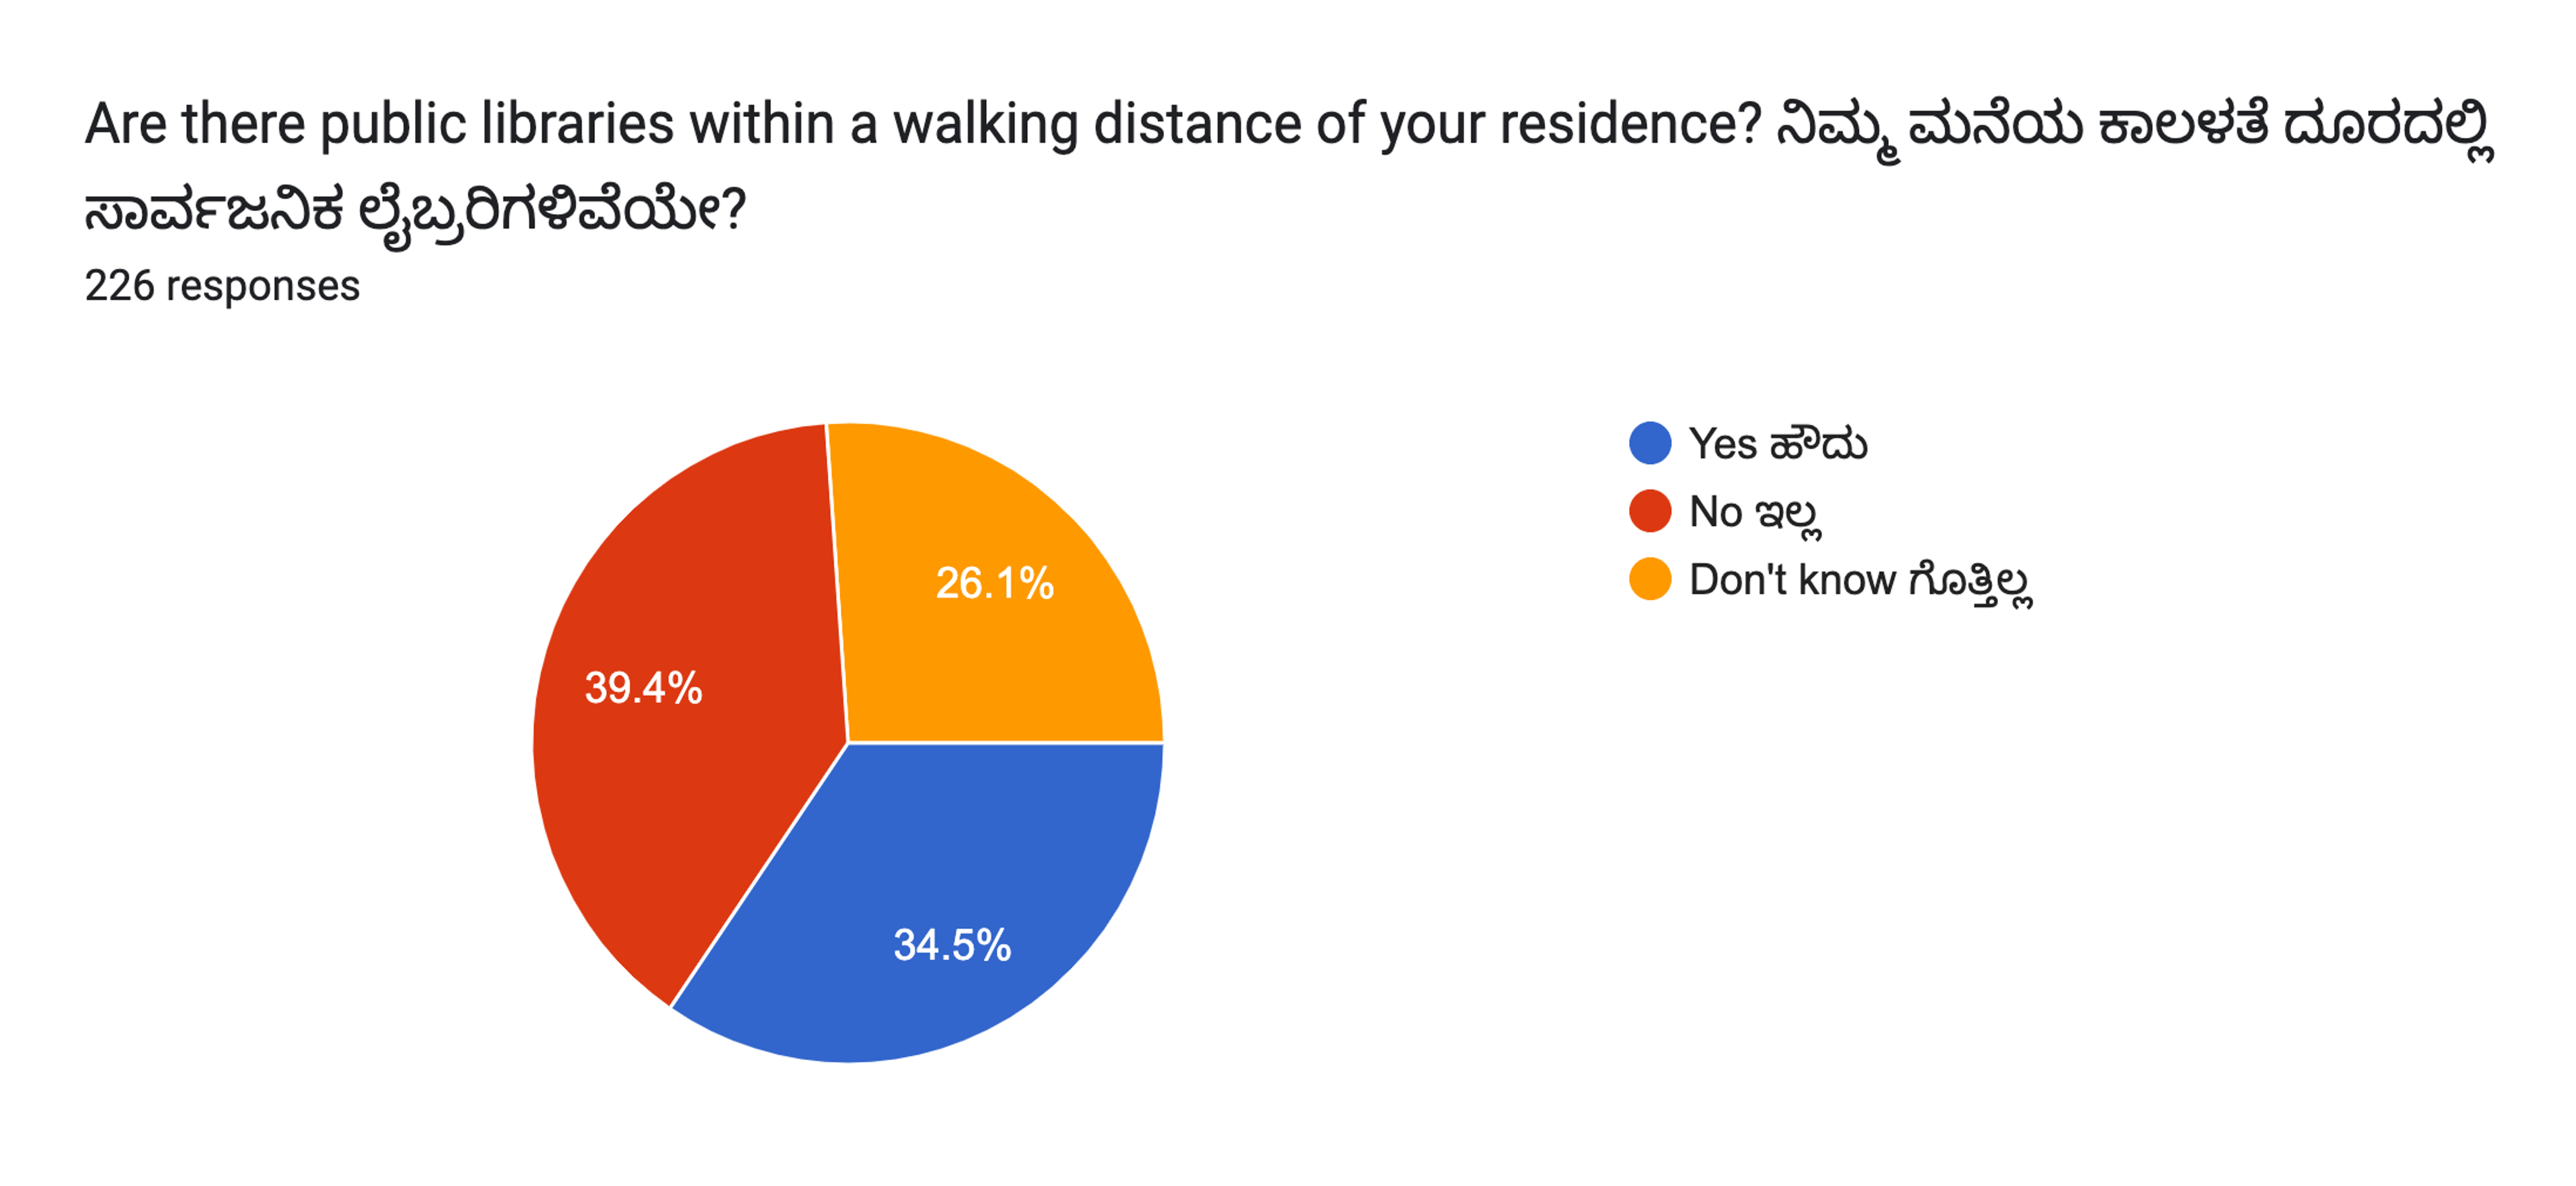 Are there public libraries within a walking distance of your residence? ನಿಮ್ಮ ಮನೆಯ ಕಾಲಳತೆ ದೂರದಲ್ಲಿ
ಸಾರ್ವಜನಿಕ ಲೈಬ್ರರಿಗಳಿವೆಯೇ?
226 responses
Yes ಹೌದು
No ಇಲ್ಲ
Don't know ಗೊತ್ತಿಲ್ಲ
26.1%
39.4%
34.5%